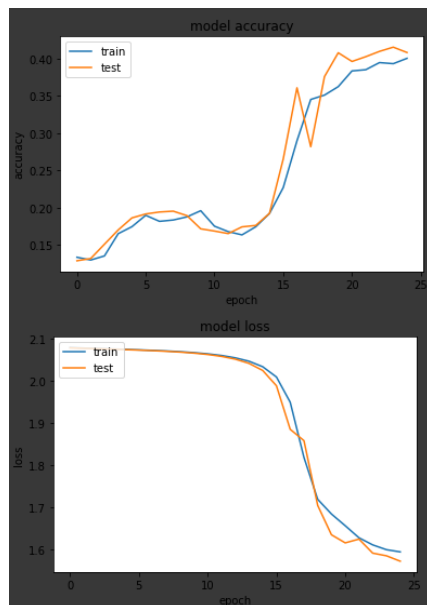 model accuracy
train
test
0.40
0.35
0.30
0.25
0.20
0.15
accuracy
0 5 10 15 20 25
epoch
model loss
2.1
train
test
2.0
1.9
1.8
1.7
1.6
loss
0 5 10 15 20 25
epoch